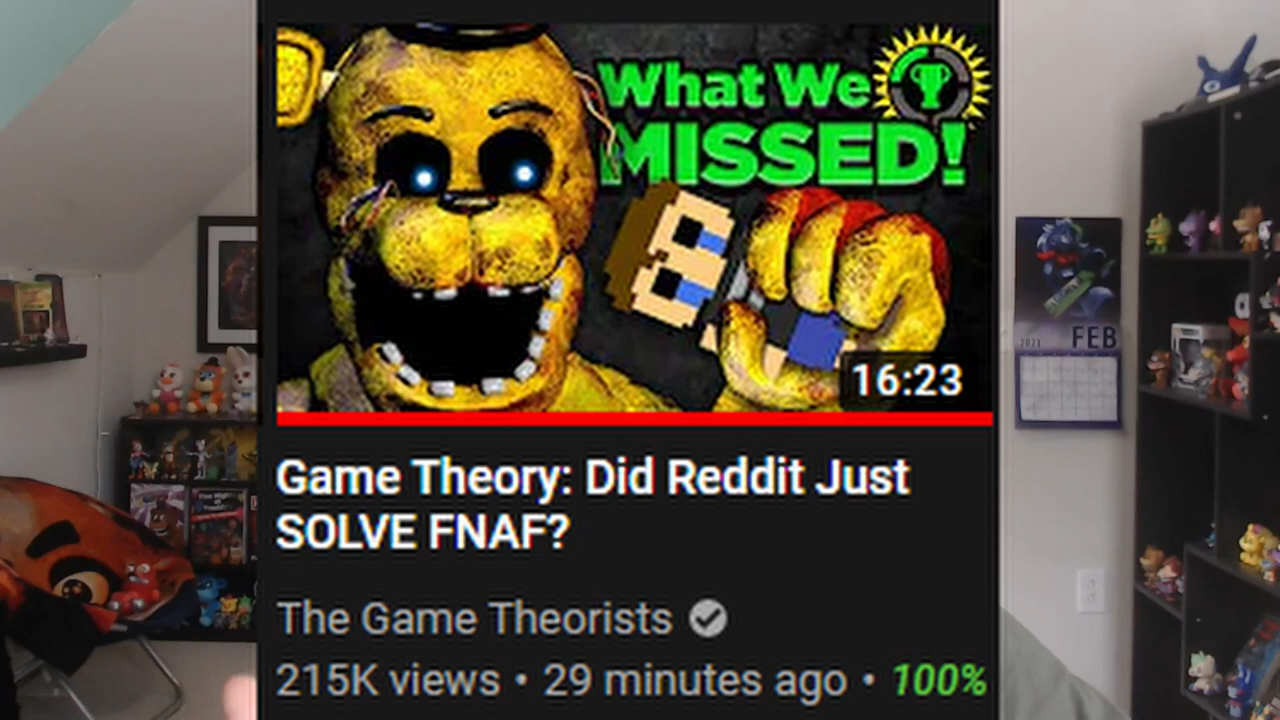 What We
MISSED!
16:23
Game Theory: Did Reddit Just
SOLVE FNAF?
The Game Theorists
215K views • 29 minutes ago • 100%
2021 FEB